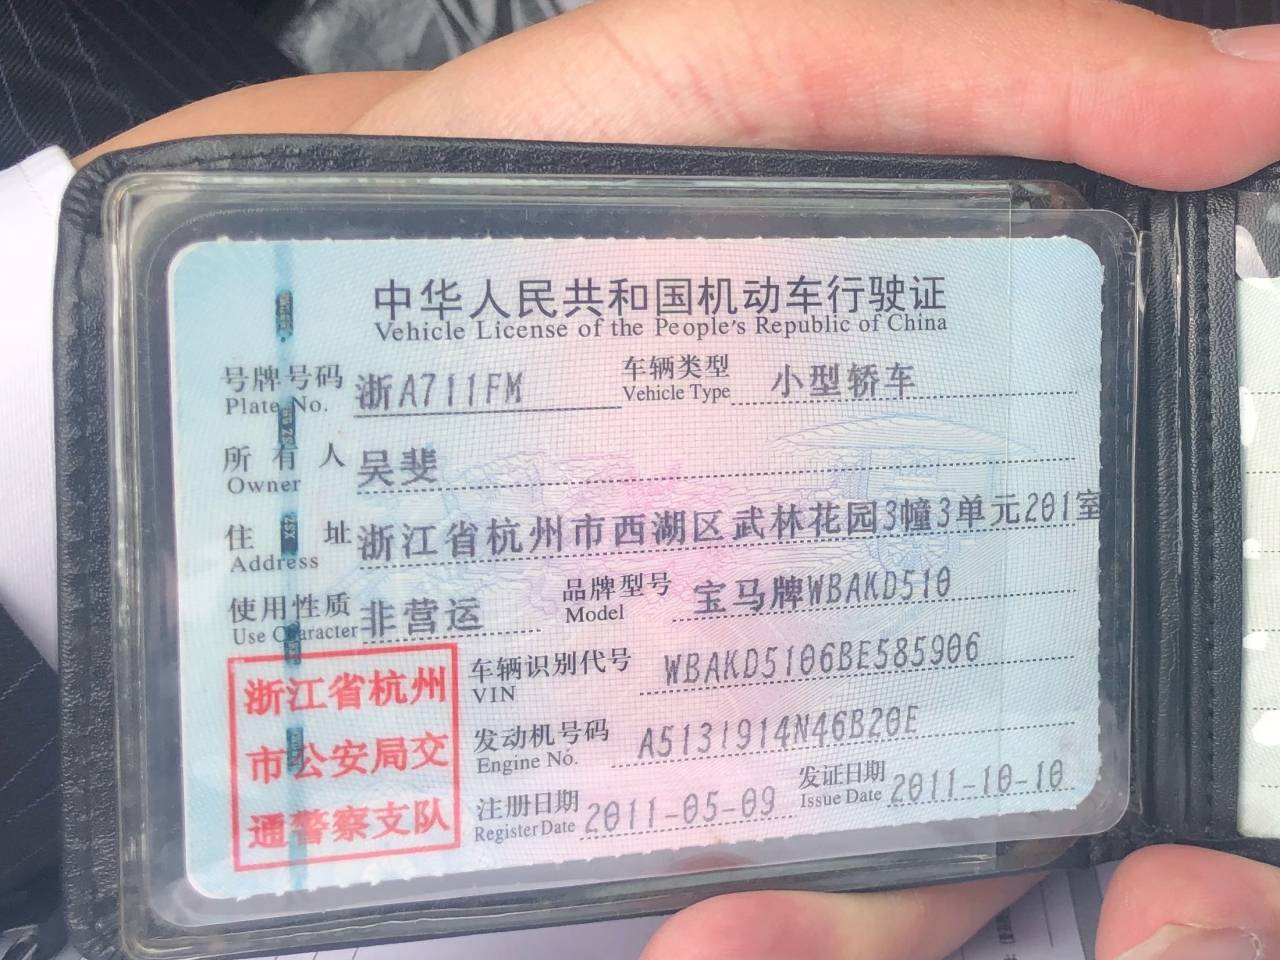 中华人民共和国机动车行驶证
Vehicle License of the People's Republic of China
号牌号码 浙A711FM 车辆类型 小型轿车
Plate No. Vehicle Type
所有人 吴斐
Owner
住址 浙江省杭州市西湖区武林花园3幢3单元201室
Address
使用性质 非营运 品牌型号 宝马牌WBAKD510
Use Character Model
浙江省杭州
市公安局交
通警察支队
车辆识别代号 WBAKD5106BE585906
VIN
发动机号码 A5131914N46B20E
Engine No.
注册日期 2011-05-09 发证日期 2011-10-10
Register Date Issue Date